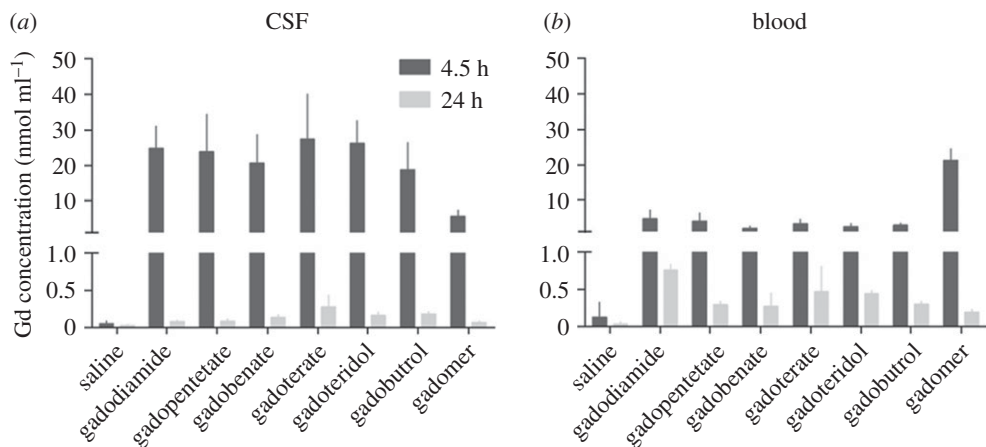 (a) CSF
Gd concentration (nmol ml⁻¹)
50
40
30
20
10
1.0
0.5
0
4.5 h
24 h
saline
gadodiamide
gadopentetate
gadobenate
gadoterate
gadoteridol
gadobutrol
gadomer
(b) blood
50
40
30
20
10
1.0
0.5
0
saline
gadodiamide
gadopentetate
gadobenate
gadoterate
gadoteridol
gadobutrol
gadomer